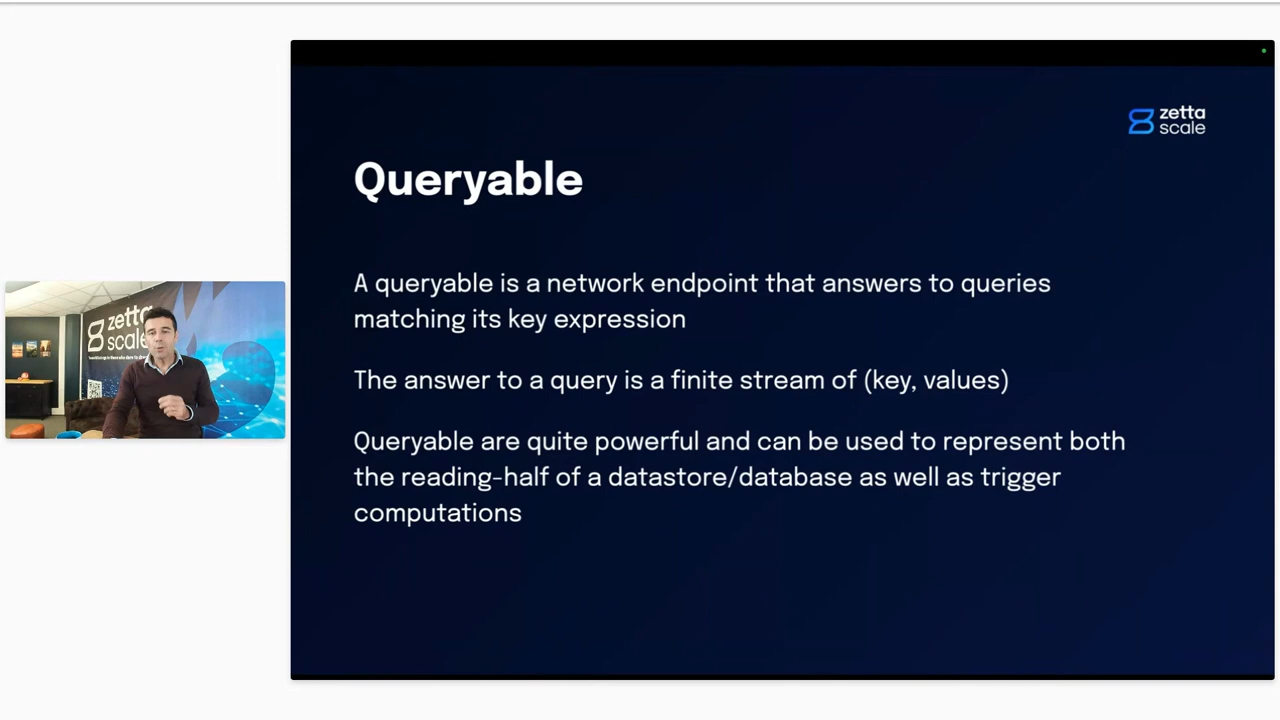 zetta
scale
Queryable
A queryable is a network endpoint that answers to queries
matching its key expression
The answer to a query is a finite stream of (key, values)
Queryable are quite powerful and can be used to represent both
the reading-half of a datastore/database as well as trigger
computations
zetta
scale